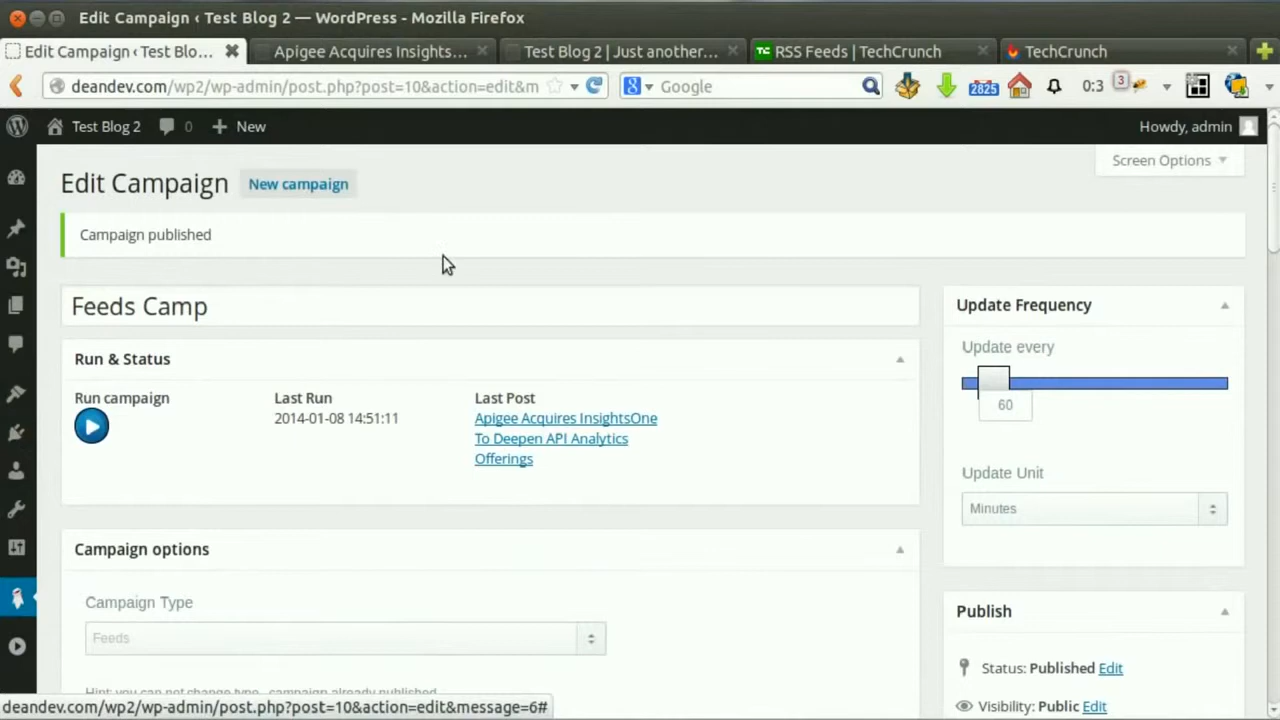 Edit Campaign ‹ Test Blog 2 — WordPress - Mozilla Firefox
Edit Campaign ‹ Test Blo...
Apigee Acquires Insights...
Test Blog 2 | Just another...
TC RSS Feeds | TechCrunch
TechCrunch
deandev.com/wp2/wp-admin/post.php?post=10&action=edit&m
Google
2825
0:3
3
Test Blog 2
0
New
Howdy, admin
Screen Options
Edit Campaign
New campaign
Campaign published
Feeds Camp
Run & Status
Run campaign
Last Run
2014-01-08 14:51:11
Last Post
Apigee Acquires InsightsOne
To Deepen API Analytics
Offerings
Campaign options
Campaign Type
Feeds
Hint: you can not change type , campaign already published
Update Frequency
Update every
60
Update Unit
Minutes
Publish
Status: Published Edit
Visibility: Public Edit
deandev.com/wp2/wp-admin/post.php?post=10&action=edit&message=6#